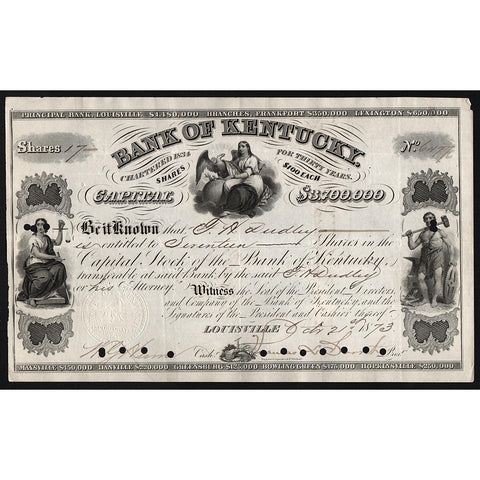 PRINCIPAL BANK, LOUISVILLE $1,480,000 BRANCHES, FRANKFORT $350,000 LEXINGTON $650,000
Shares 17 Nº
BANK OF KENTUCKY.
CHARTERED 1834 FOR THIRTY YEARS.
SHARES $100 EACH
CAPITAL $3,700,000
Be it Known that T H Dudley
is entitled to Seventeen Shares in the
Capital Stock of the Bank of Kentucky,
transferable at said Bank, by the said T H Dudley
or his Attorney. Witness the Seal of the President Directors,
and Company of the Bank of Kentucky, and the
Signatures of the President and Cashier thereof
LOUISVILLE Oct 21st 1873
Cash. Pres.
MAYSVILLE $350,000 DANVILLE $220,000 GREENSBURG $125,000 BOWLING GREEN $175,000 HOPKINSVILLE $250,000